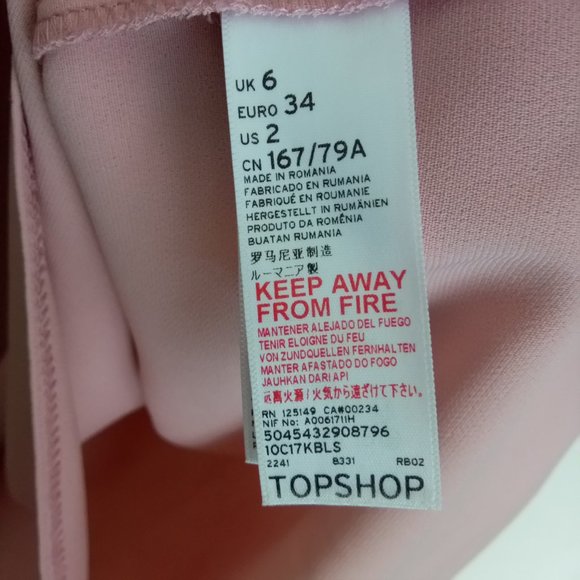 UK 6
EURO 34
US 2
CN 167/79A
MADE IN ROMANIA
FABRICADO EN RUMANIA
FABRIQUÉ EN ROUMANIE
HERGESTELLT IN RUMÄNIEN
PRODUTO DA ROMÊNIA
BUATAN RUMANIA
罗马尼亚制造
ルーマニア製
KEEP AWAY
FROM FIRE
MANTENER ALEJADO DEL FUEGO
TENIR ELOIGNE DU FEU
VON ZUNDQUELLEN FERNHALTEN
MANTER AFASTADO DO FOGO
JAUHKAN DARI API
远离火源/火気から遠ざけて下さい。
RN 125149 CA#00234
NIF No: A0061711H
5045432908796
10C17KBLS
2241 8331 RB02
TOPSHOP